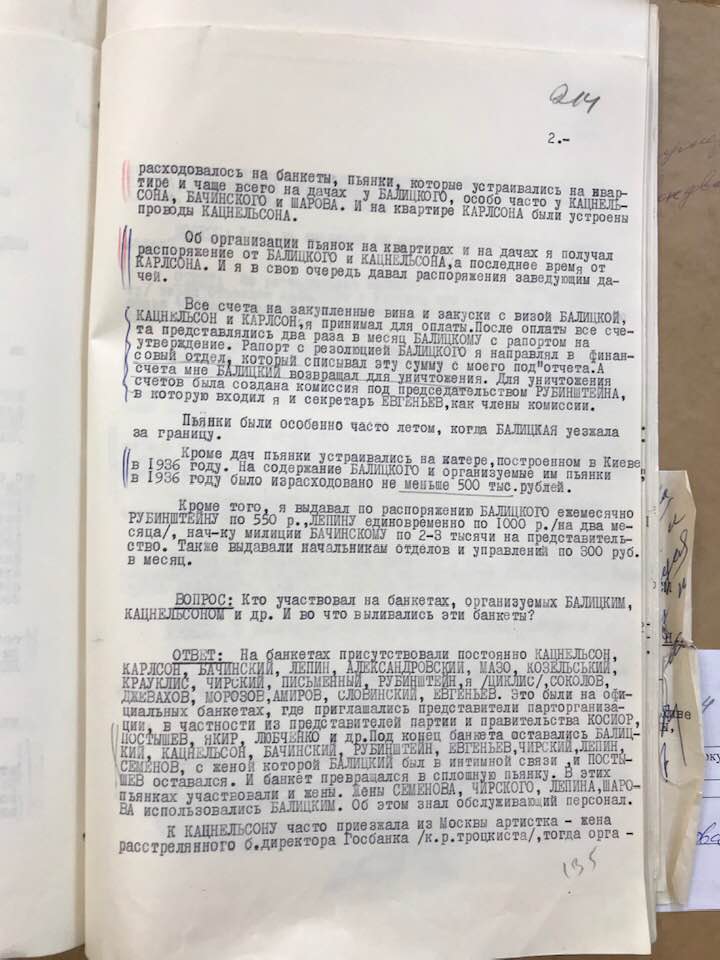 214
2.-
расходовалось на банкеты, пьянки, которые устраивались на квар-
тире и чаще всего на дачах у БАЛИЦКОГО, особо часто у КАЦНЕЛЬ-
СОНА, БАЧИНСКОГО и ШАРОВА. И на квартире КАРЛСОНА были устроены
проводы КАЦНЕЛЬСОНА.
Об организации пьянок на квартирах и на дачах я получал
распоряжение от БАЛИЦКОГО и КАЦНЕЛЬСОНА,а последнее время от
КАРЛСОНА. И я в свою очередь давал распоряжения заведующим да-
чей.
Все счета на закупленные вина и закуски с визой БАЛИЦКОЙ,
КАЦНЕЛЬСОН и КАРЛСОН,я принимал для оплаты.После оплаты все сче-
та представлялись два раза в месяц БАЛИЦКОМУ с рапортом на
утверждение. Рапорт с резолюцией БАЛИЦКОГО я направлял в финан-
совый отдел, который списывал эту сумму с моего под"отчета.А
счета мне БАЛИЦКИЙ возвращал для уничтожения. Для уничтожения
счетов была создана комиссия под председательством РУБИНШТЕЙНА,
в которую входил я и секретарь ЕВГЕНЬЕВ,как члены комиссии.
Пьянки были особенно часто летом, когда БАЛИЦКАЯ уезжала
за границу.
Кроме дач пьянки устраивались на катере,построенном в Киеве
в 1936 году. На содержание БАЛИЦКОГО и организуемые им пьянки
в 1936 году было израсходовано не меньше 500 тыс.рублей.
Кроме того, я выдавал по распоряжению БАЛИЦКОГО ежемесячно
РУБИНШТЕЙНУ по 550 р.,ЛЕПИНУ единовременно по 1000 р./на два ме-
сяца/, нач-ку милиции БАЧИНСКОМУ по 2-3 тысячи на представитель-
ство. Также выдавали начальникам отделов и управлений по 300 руб.
в месяц.
ВОПРОС: Кто участвовал на банкетах, организуемых БАЛИЦКИМ,
КАЦНЕЛЬСОНОМ и др. И во что выливались эти банкеты?
ОТВЕТ: На банкетах присутствовали постоянно КАЦНЕЛЬСОН,
КАРЛСОН, БАЧИНСКИЙ, ЛЕПИН, АЛЕКСАНДРОВСКИЙ, МАЗО, КОЗЕЛЬСКИЙ,
КРАУКЛИС, ЧИРСКИЙ, ПИСЬМЕННЫЙ, РУБИНШТЕЙН,я /ЦИКЛИС/,СОКОЛОВ,
ДЖЕВАХОВ, МОРОЗОВ,АМИРОВ, СЛОВИНСКИЙ, ЕВГЕНЬЕВ. Это были на офи-
циальных банкетах, где приглашались представители парторганиза-
ции, в частности из представителей партии и правительства КОСИОР,
ПОСТЫШЕВ, ЯКИР, ЛЮБЧЕНКО и др.Под конец банкета оставались БАЛИЦ-
КИЙ, КАЦНЕЛЬСОН, БАЧИНСКИЙ, РУБИНШТЕЙН, ЕВГЕНЬЕВ,ЧИРСКИЙ,ЛЕПИН,
СЕМЕНОВ, с женой которой БАЛИЦКИЙ был в интимной связи ,и ПОСТЫ-
ШЕВ оставался. И банкет превращался в сплошную пьянку. В этих
пьянках участвовали и жены. Жены СЕМЕНОВА, ЧИРСКОГО, ЛЕПИНА,ШАРО-
ВА использовались БАЛИЦКИМ. Об этом знал обслуживающий персонал.
К КАЦНЕЛЬСОНУ часто приезжала из Москвы артистка - жена
расстрелянного б.директора Госбанка /к.р.троцкиста/,тогда орга -
135